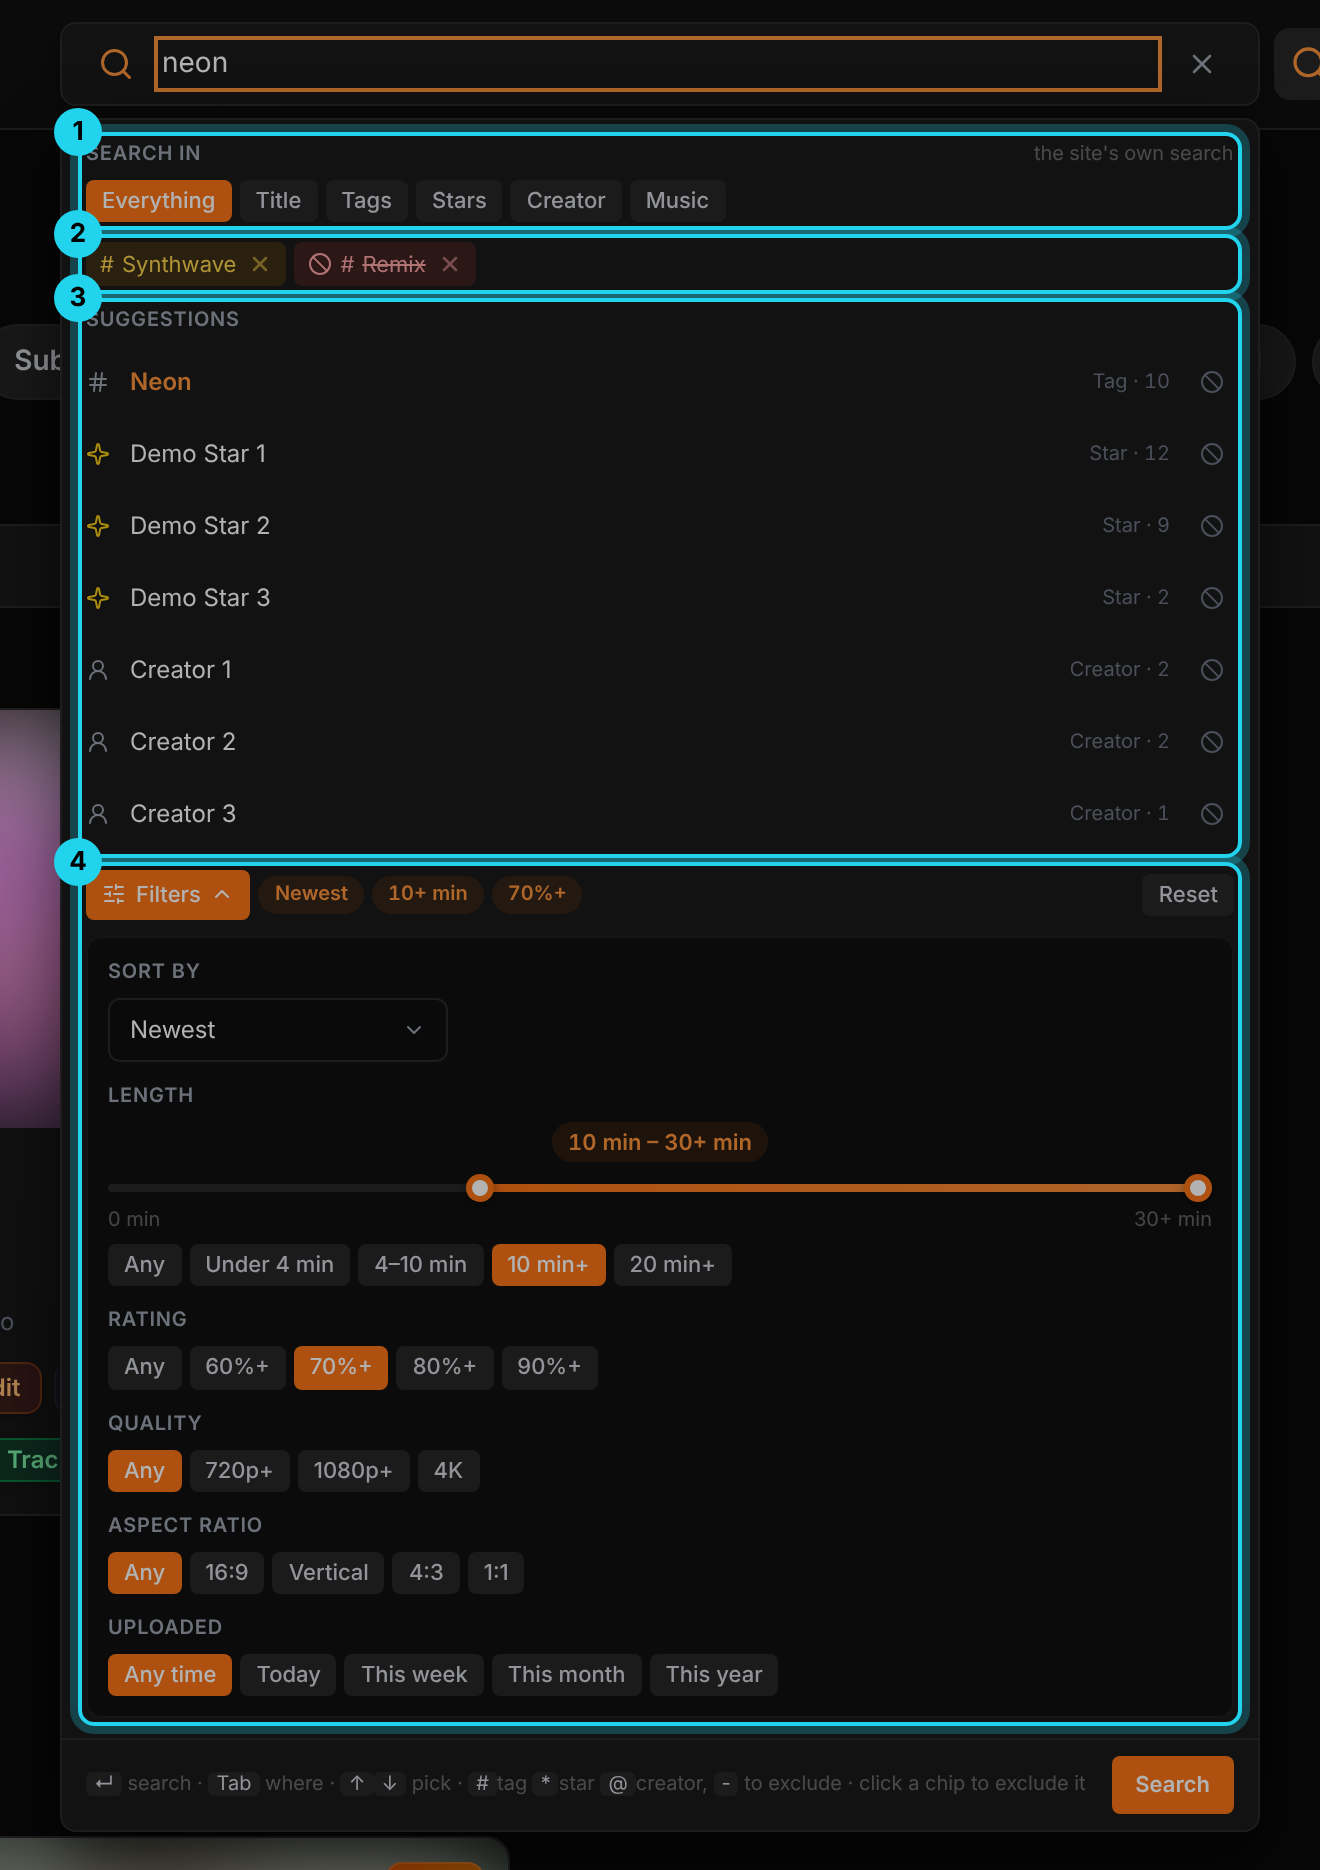 neon
1
SEARCH IN
the site's own search
Everything Title Tags Stars Creator Music
2
# Synthwave # Remix
3
SUGGESTIONS
Sub
# Neon Tag · 10
Demo Star 1 Star · 12
Demo Star 2 Star · 9
Demo Star 3 Star · 2
Creator 1 Creator · 2
Creator 2 Creator · 2
Creator 3 Creator · 1
4
Filters Newest 10+ min 70%+ Reset
SORT BY
Newest
LENGTH
10 min – 30+ min
0 min 30+ min
Any Under 4 min 4–10 min 10 min+ 20 min+
RATING
o
Any 60%+ 70%+ 80%+ 90%+
dit
QUALITY
Trac
Any 720p+ 1080p+ 4K
ASPECT RATIO
Any 16:9 Vertical 4:3 1:1
UPLOADED
Any time Today This week This month This year
↵ search · Tab where · ↑ ↓ pick · # tag * star @ creator, - to exclude · click a chip to exclude it Search